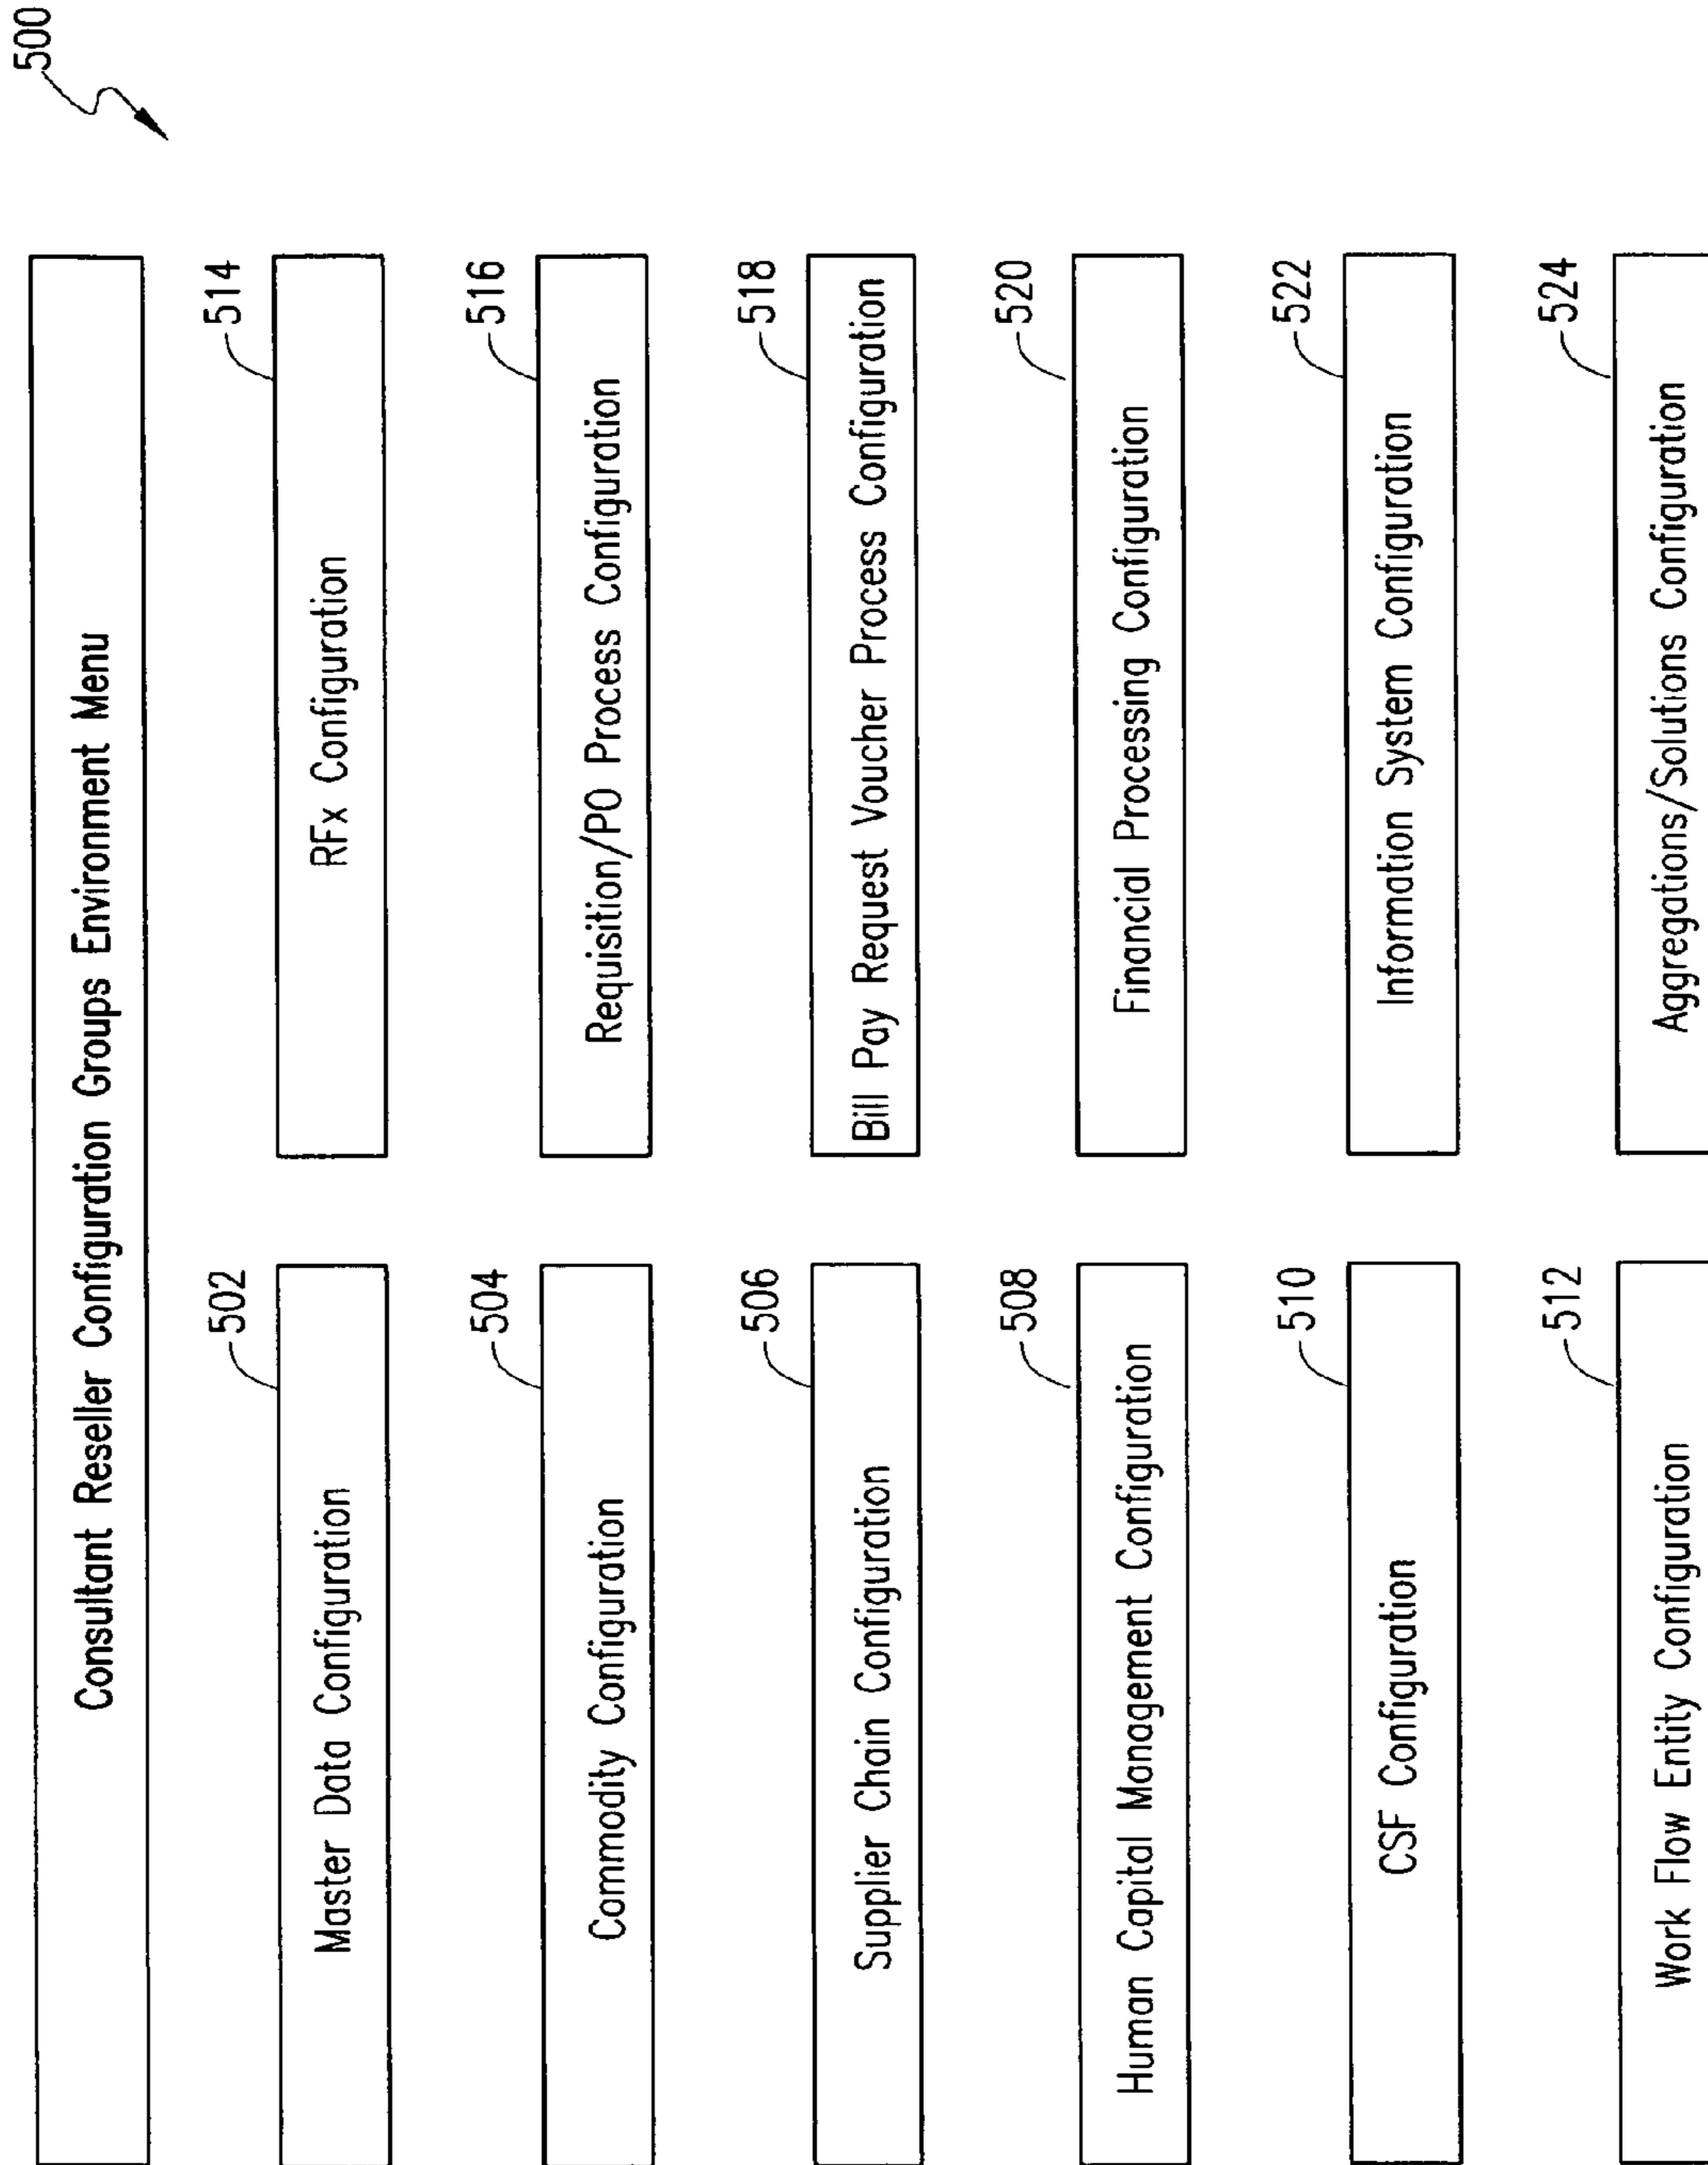 500
Consultant Reseller Configuration Groups Environment Menu
502
Master Data Configuration
514
RFx Configuration
504
Commodity Configuration
516
Requisition/PO Process Configuration
506
Supplier Chain Configuration
518
Bill Pay Request Voucher Process Configuration
508
Human Capital Management Configuration
520
Financial Processing Configuration
510
CSF Configuration
522
Information System Configuration
512
Work Flow Entity Configuration
524
Aggregations/Solutions Configuration